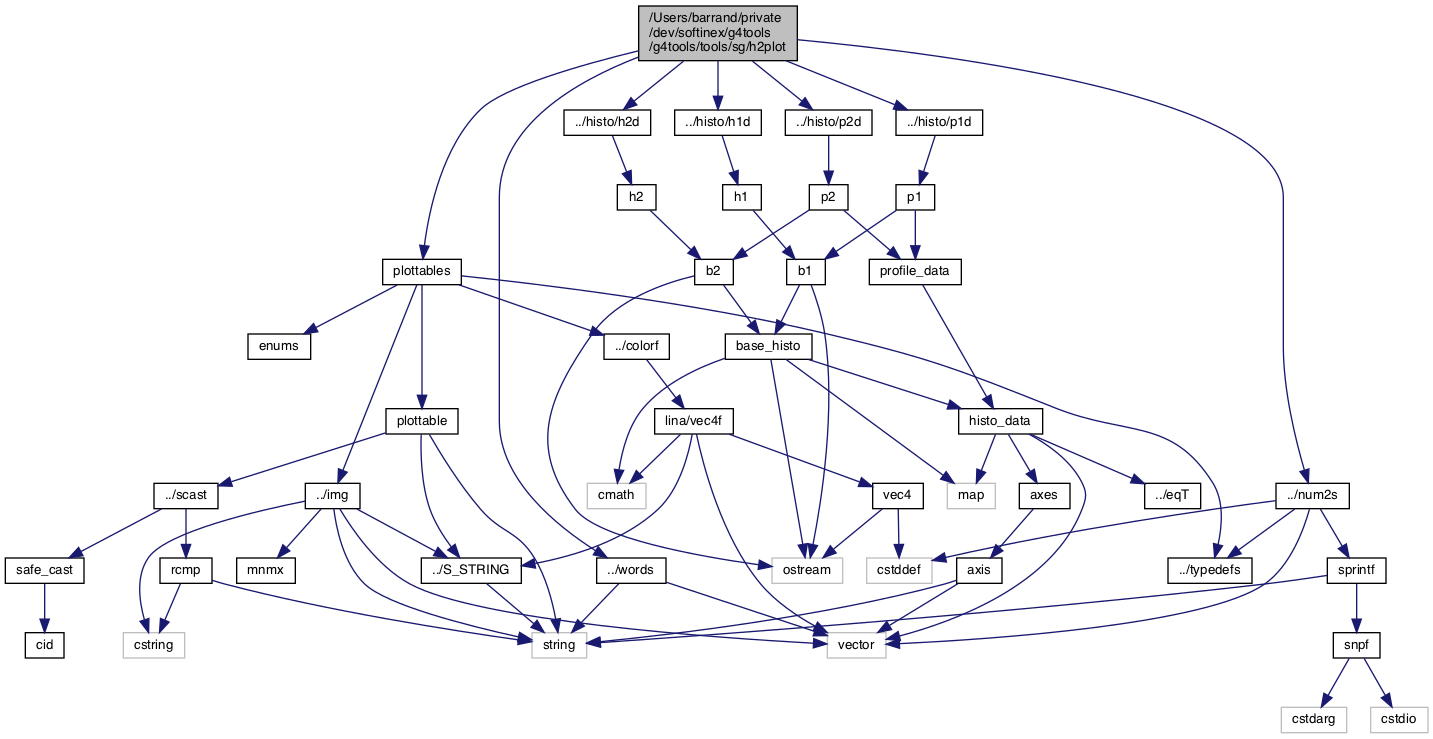 /Users/barrand/private
/dev/softinex/g4tools
/g4tools/tools/sg/h2plot
../histo/h2d
../histo/h1d
../histo/p2d
../histo/p1d
h2
h1
p2
p1
plottables
b2
b1
profile_data
enums
../colorf
base_histo
plottable
lina/vec4f
histo_data
../scast
../img
cmath
vec4
map
axes
../eqT
../num2s
safe_cast
rcmp
mnmx
../S_STRING
../words
ostream
cstddef
axis
../typedefs
sprintf
cid
cstring
string
vector
snpf
cstdarg
cstdio